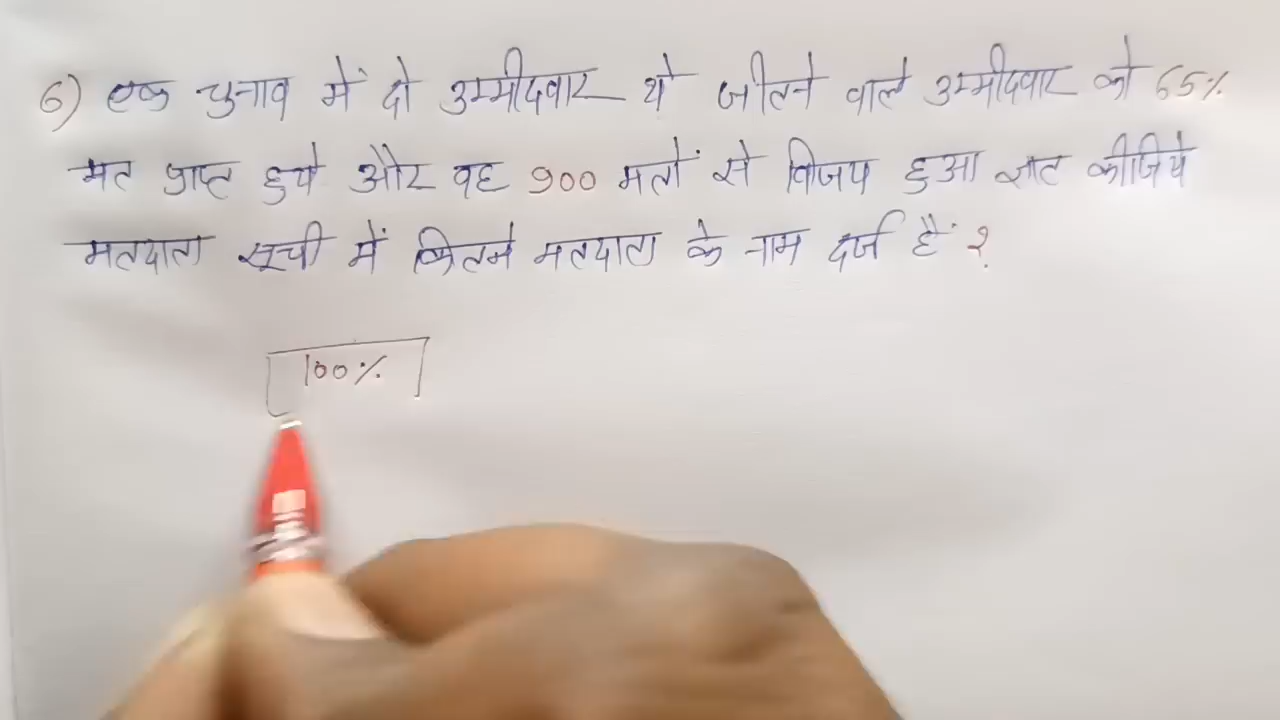 6) एक चुनाव में दो उम्मीदवार थे जीतने वाले उम्मीदवार को 65%
मत प्राप्त हुये और वह 900 मतों से विजय हुआ ज्ञात कीजिये
मतदाता सूची में कितने मतदाता के नाम दर्ज हैं ?
100%